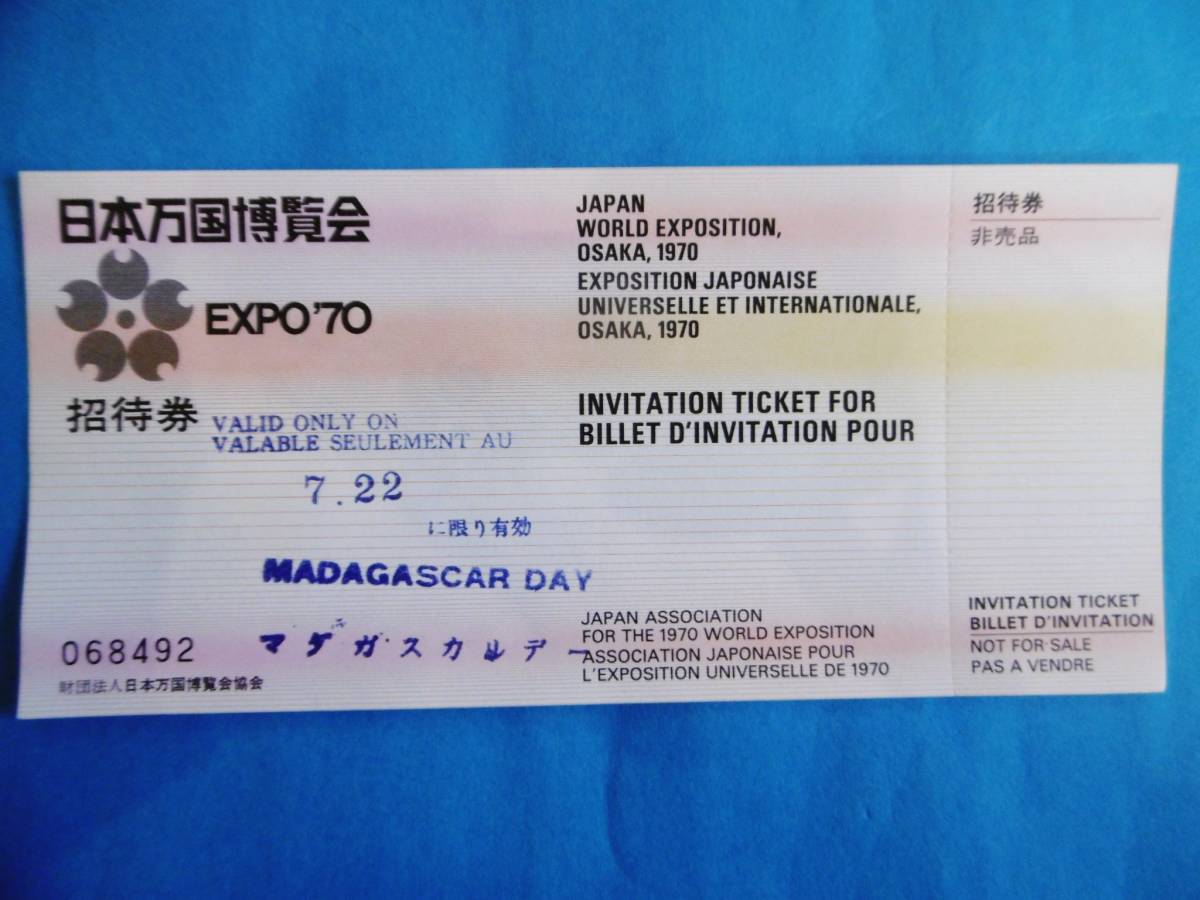 日本万国博覧会
EXPO'70
招待券
VALID ONLY ON
VALABLE SEULEMENT AU
7.22
に限り有効
MADAGASCAR DAY
マダガスカルデー
068492
財団法人日本万国博覧会協会
JAPAN
WORLD EXPOSITION,
OSAKA, 1970
EXPOSITION JAPONAISE
UNIVERSELLE ET INTERNATIONALE,
OSAKA, 1970
INVITATION TICKET FOR
BILLET D'INVITATION POUR
JAPAN ASSOCIATION
FOR THE 1970 WORLD EXPOSITION
ASSOCIATION JAPONAISE POUR
L'EXPOSITION UNIVERSELLE DE 1970
招待券
非売品
INVITATION TICKET
BILLET D'INVITATION
NOT FOR SALE
PAS A VENDRE